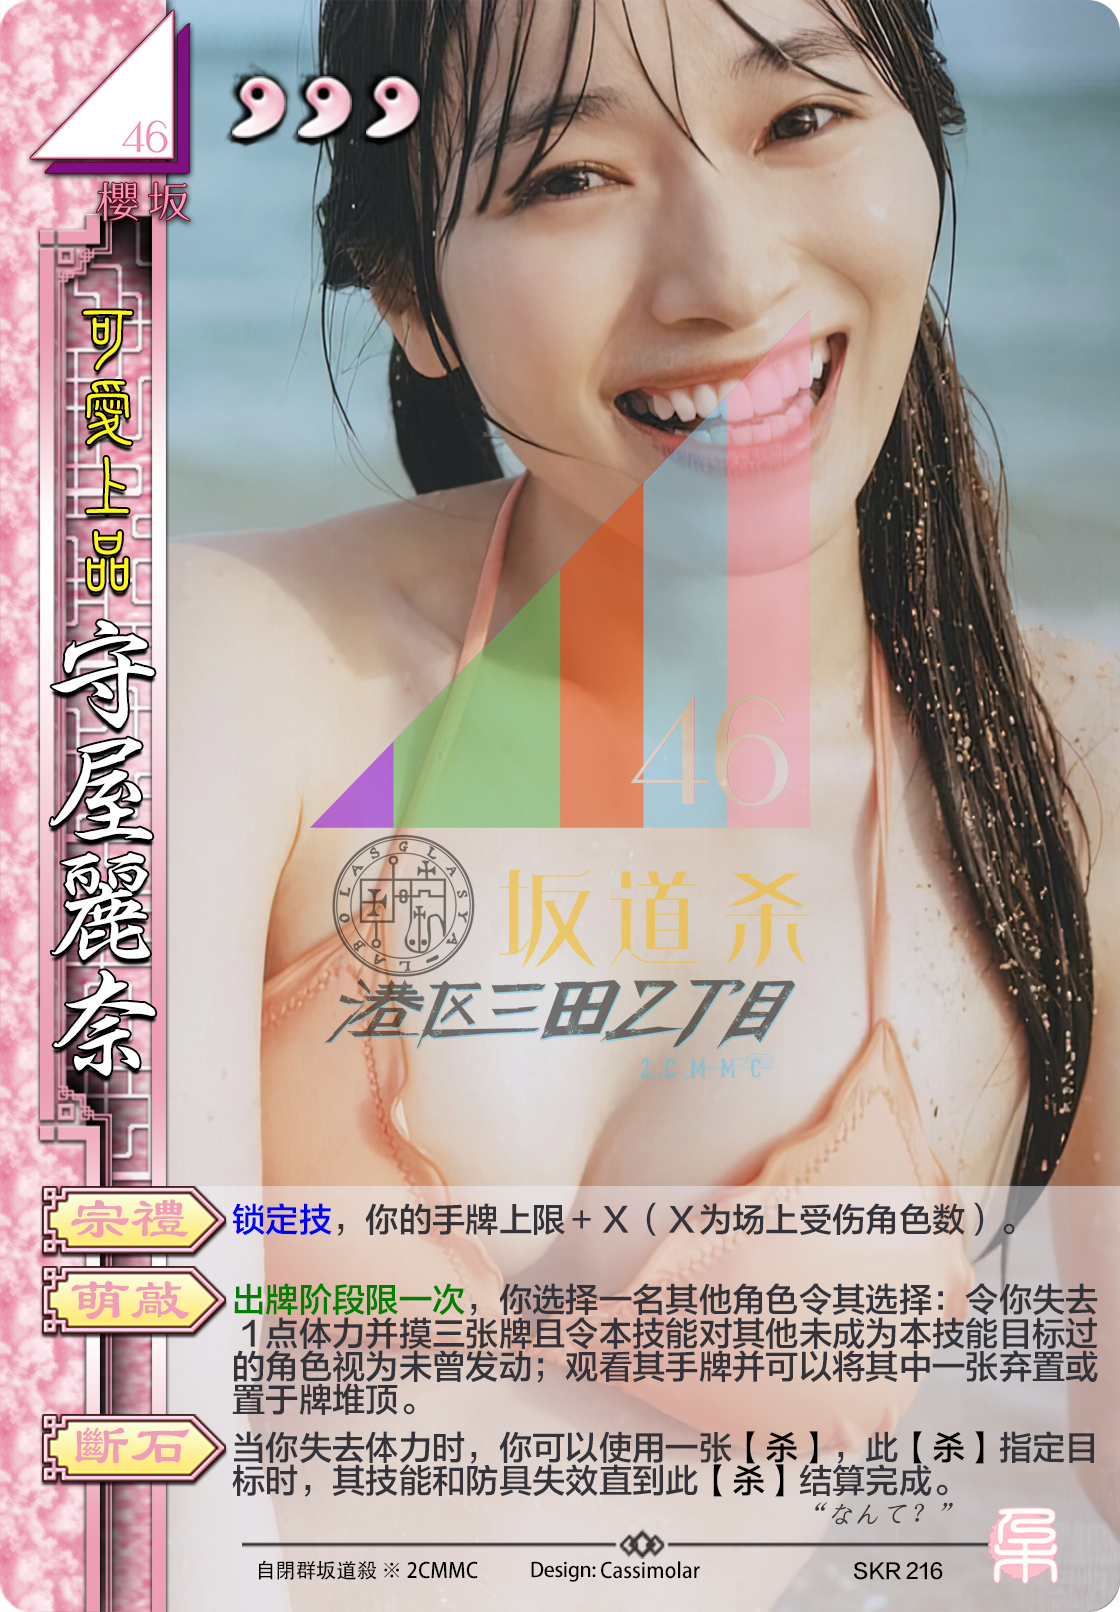 46
櫻坂
可愛上品
守屋麗奈
46
GLASYA-LABOLAS
坂道杀
港区三田2丁目
2CMMC
宗禮
锁定技，你的手牌上限＋Ｘ（Ｘ为场上受伤角色数）。
萌敲
出牌阶段限一次，你选择一名其他角色令其选择：令你失去
１点体力并摸三张牌且令本技能对其他未成为本技能目标过
的角色视为未曾发动；观看其手牌并可以将其中一张弃置或
置于牌堆顶。
斷石
当你失去体力时，你可以使用一张【杀】，此【杀】指定目
标时，其技能和防具失效直到此【杀】结算完成。
“なんて？”
自閉群坂道殺 ※ 2CMMC
Design: Cassimolar
SKR 216